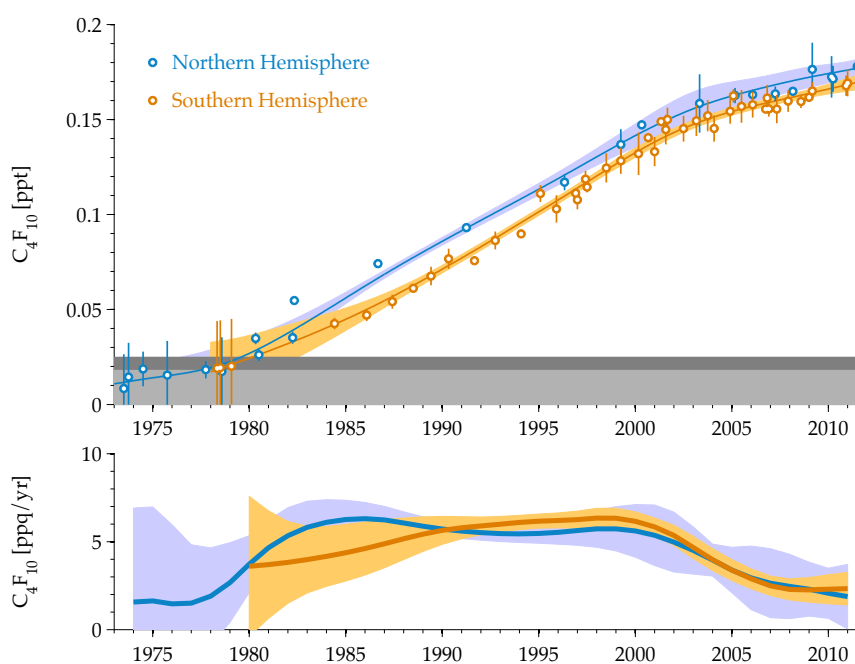 0.2
Northern Hemisphere
Southern Hemisphere
0.15
0.1
0.05
0
C₄F₁₀ [ppt]
1975 1980 1985 1990 1995 2000 2005 2010
10
5
0
C₄F₁₀ [ppq/yr]
1975 1980 1985 1990 1995 2000 2005 2010